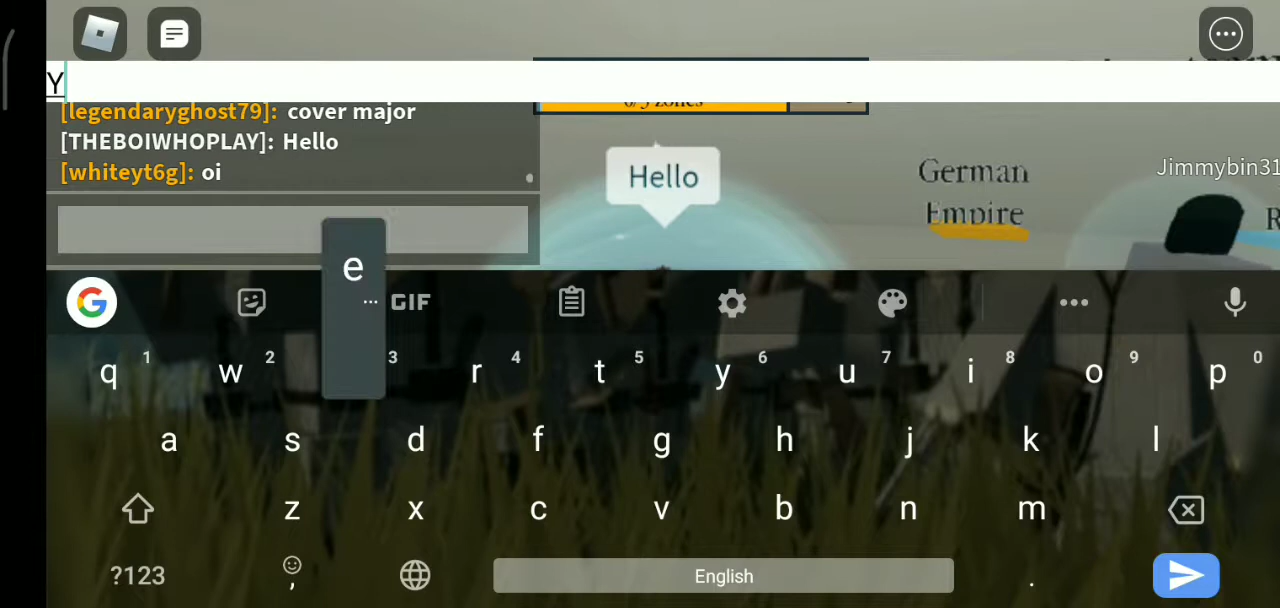 Y
[legendaryghost79]: cover major
[THEBOIWHOPLAY]: Hello
[whiteyt6g]: oi
Hello
German
Empire
Jimmybin31
R
e
GIF
q 1 w 2 3 r 4 t 5 y 6 u 7 i 8 o 9 p 0
a s d f g h j k l
z x c v b n m
?123 , English .